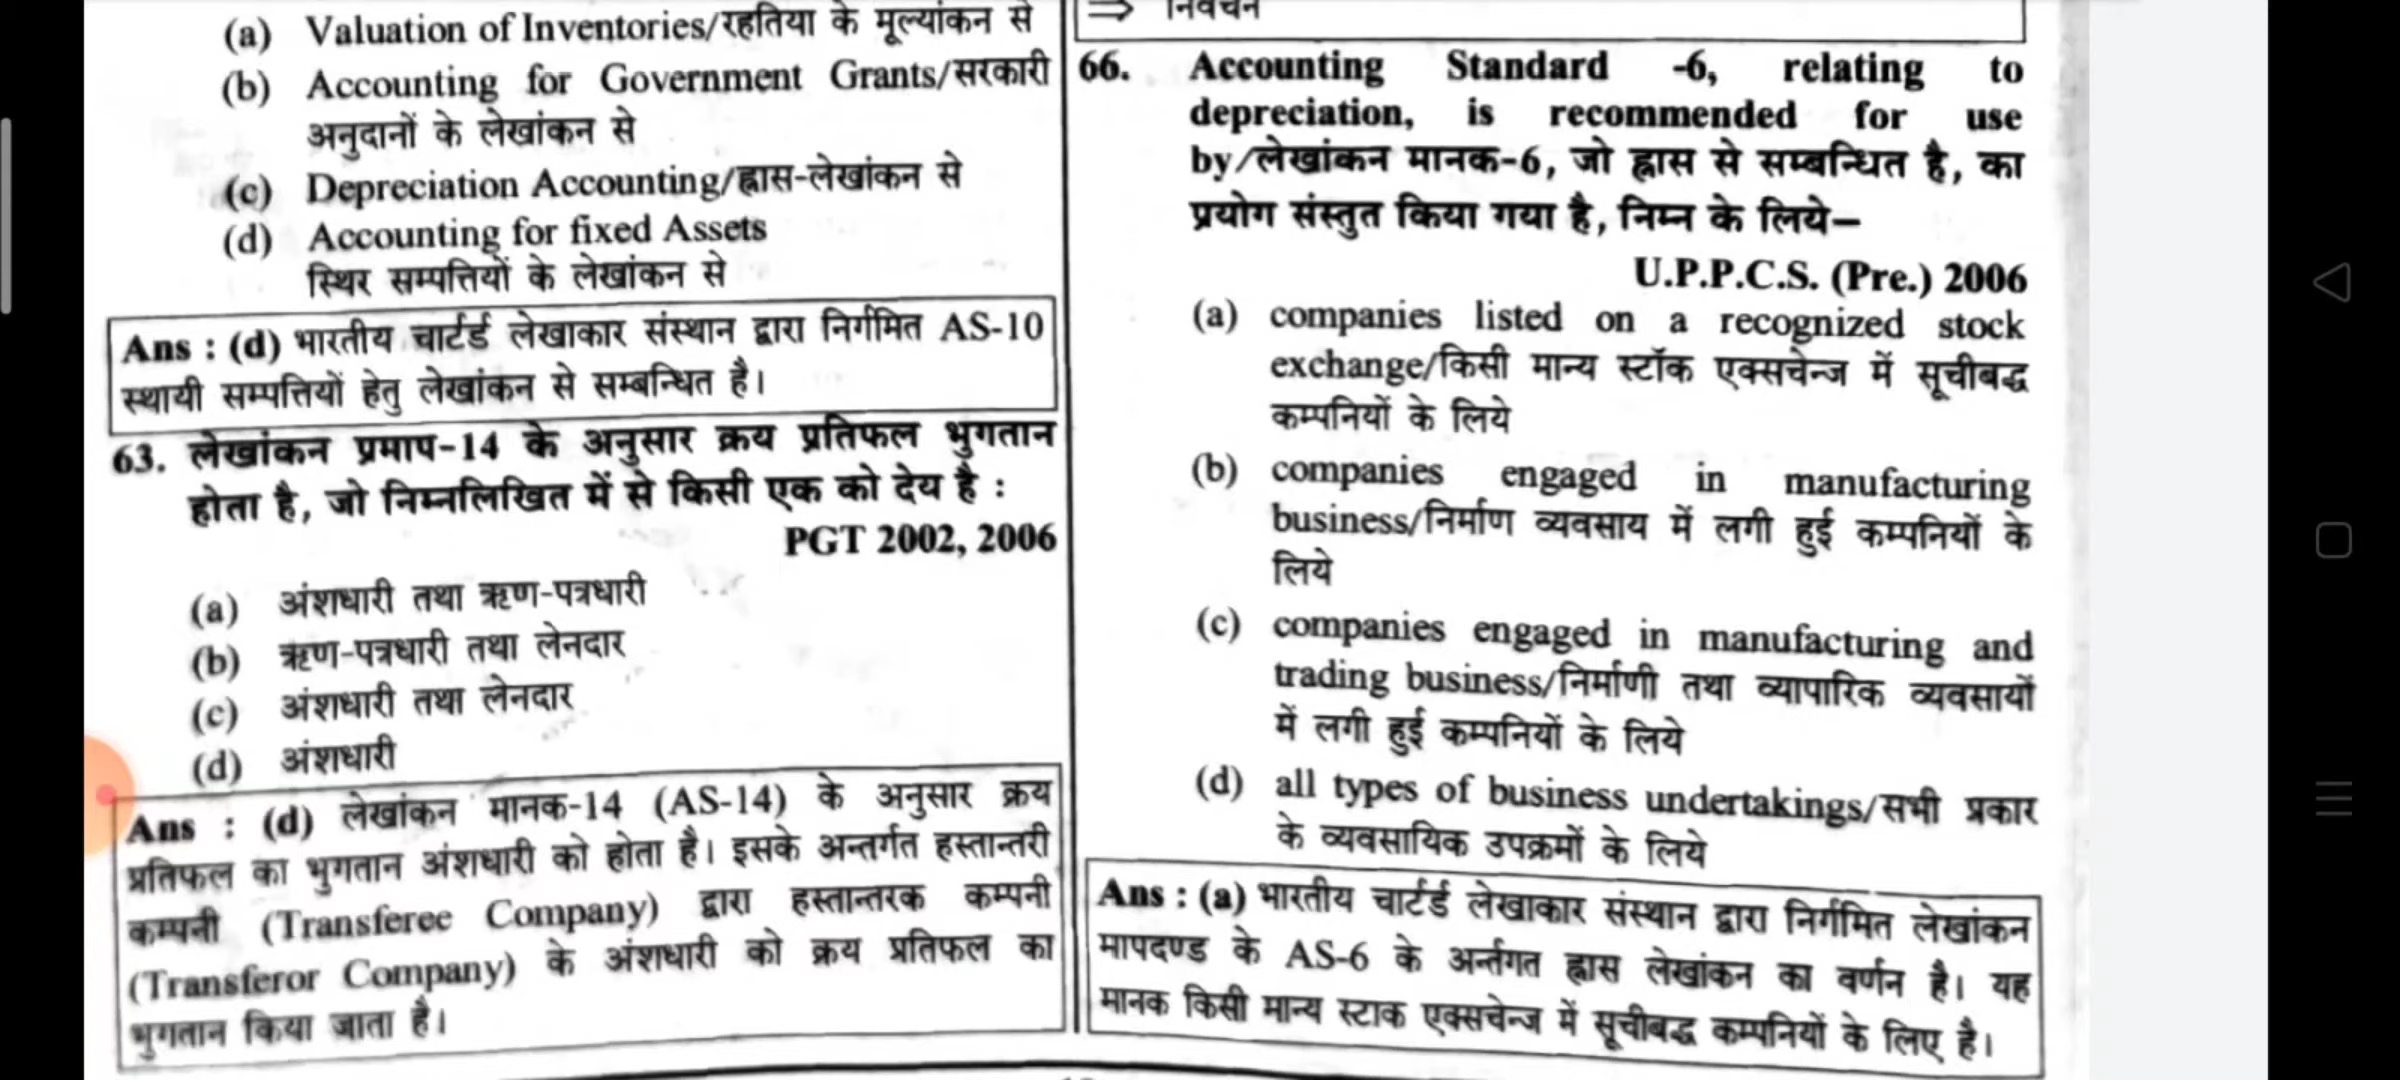 (a) Valuation of Inventories/रहतिया के मूल्यांकन से
(b) Accounting for Government Grants/सरकारी
अनुदानों के लेखांकन से
(c) Depreciation Accounting/ह्रास-लेखांकन से
(d) Accounting for fixed Assets
स्थिर सम्पत्तियों के लेखांकन से
Ans : (d) भारतीय चार्टर्ड लेखाकार संस्थान द्वारा निर्गमित AS-10
स्थायी सम्पत्तियों हेतु लेखांकन से सम्बन्धित है।
63. लेखांकन प्रमाप-14 के अनुसार क्रय प्रतिफल भुगतान
होता है, जो निम्नलिखित में से किसी एक को देय है :
PGT 2002, 2006
(a) अंशधारी तथा ऋण-पत्रधारी
(b) ऋण-पत्रधारी तथा लेनदार
(c) अंशधारी तथा लेनदार
(d) अंशधारी
Ans : (d) लेखांकन मानक-14 (AS-14) के अनुसार क्रय
प्रतिफल का भुगतान अंशधारी को होता है। इसके अन्तर्गत हस्तान्तरी
कम्पनी (Transferee Company) द्वारा हस्तान्तरक कम्पनी
(Transferor Company) के अंशधारी को क्रय प्रतिफल का
भुगतान किया जाता है।
⇒ निर्वचन
66. Accounting Standard -6, relating to
depreciation, is recommended for use
by/लेखांकन मानक-6, जो ह्रास से सम्बन्धित है, का
प्रयोग संस्तुत किया गया है, निम्न के लिये–
U.P.P.C.S. (Pre.) 2006
(a) companies listed on a recognized stock
exchange/किसी मान्य स्टॉक एक्सचेन्ज में सूचीबद्ध
कम्पनियों के लिये
(b) companies engaged in manufacturing
business/निर्माण व्यवसाय में लगी हुई कम्पनियों के
लिये
(c) companies engaged in manufacturing and
trading business/निर्माणी तथा व्यापारिक व्यवसायों
में लगी हुई कम्पनियों के लिये
(d) all types of business undertakings/सभी प्रकार
के व्यवसायिक उपक्रमों के लिये
Ans : (a) भारतीय चार्टर्ड लेखाकार संस्थान द्वारा निर्गमित लेखांकन
मापदण्ड के AS-6 के अर्न्तगत ह्रास लेखांकन का वर्णन है। यह
मानक किसी मान्य स्टाक एक्सचेन्ज में सूचीबद्ध कम्पनियों के लिए है।